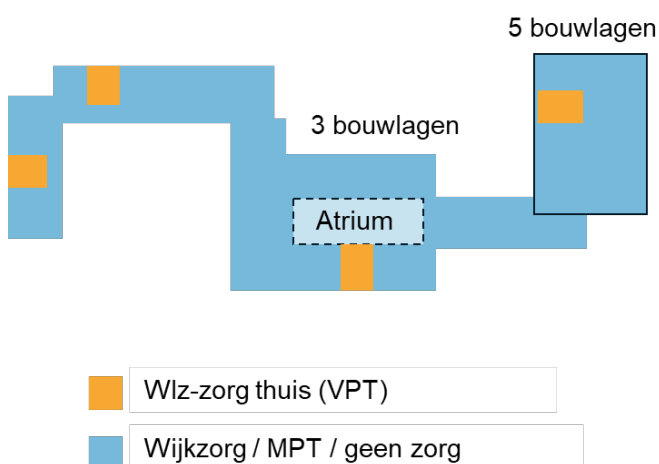 5 bouwlagen
3 bouwlagen
Atrium
Wlz-zorg thuis (VPT)
Wijkzorg / MPT / geen zorg